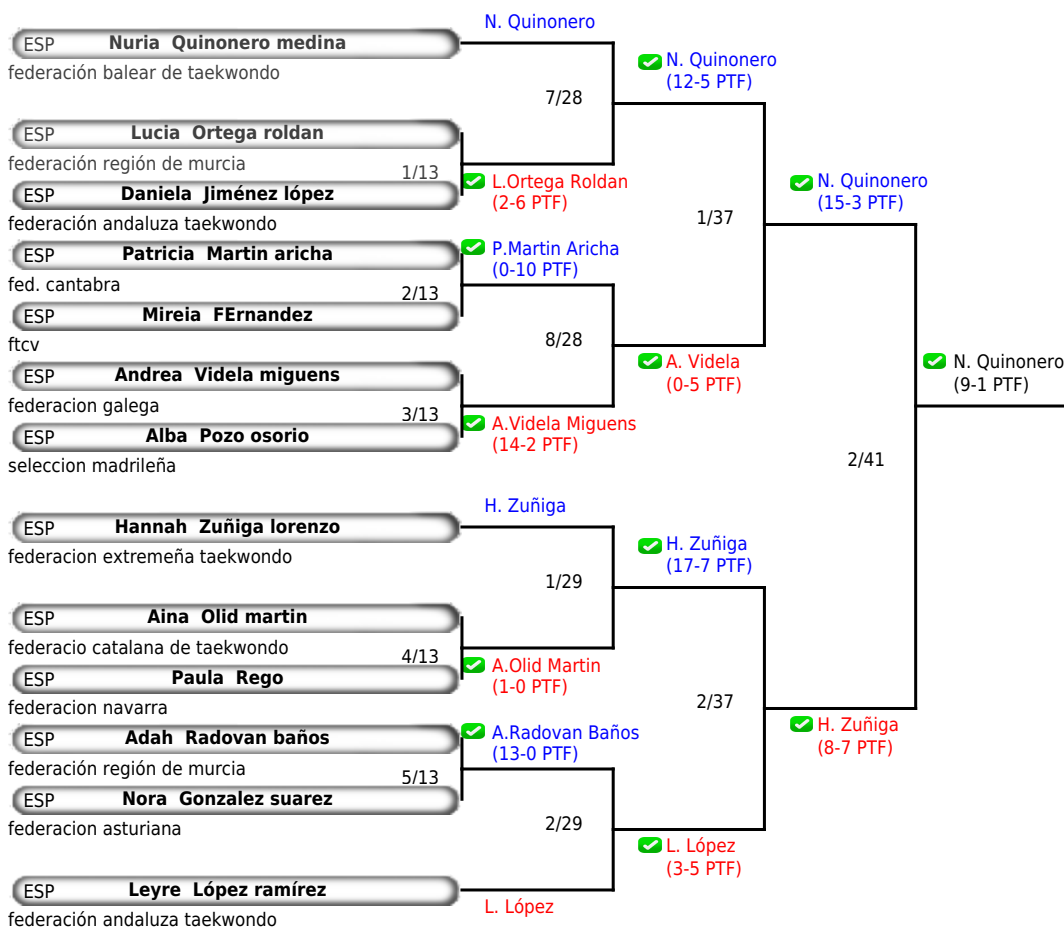 N. Quinonero
ESP Nuria Quinonero medina
federación balear de taekwondo
N. Quinonero
(12-5 PTF)
7/28
ESP Lucia Ortega roldan
federación región de murcia
1/13
L.Ortega Roldan
(2-6 PTF)
ESP Daniela Jiménez lópez
federación andaluza taekwondo
N. Quinonero
(15-3 PTF)
1/37
ESP Patricia Martin aricha
fed. cantabra
P.Martin Aricha
(0-10 PTF)
2/13
ESP Mireia FErnandez
ftcv
8/28
A. Videla
(0-5 PTF)
N. Quinonero
(9-1 PTF)
ESP Andrea Videla miguens
federacion galega
3/13
A.Videla Miguens
(14-2 PTF)
ESP Alba Pozo osorio
seleccion madrileña
2/41
H. Zuñiga
ESP Hannah Zuñiga lorenzo
federacion extremeña taekwondo
H. Zuñiga
(17-7 PTF)
1/29
ESP Aina Olid martin
federacio catalana de taekwondo
4/13
A.Olid Martin
(1-0 PTF)
ESP Paula Rego
federacion navarra
2/37
H. Zuñiga
(8-7 PTF)
ESP Adah Radovan baños
federación región de murcia
A.Radovan Baños
(13-0 PTF)
5/13
ESP Nora Gonzalez suarez
federacion asturiana
2/29
L. López
(3-5 PTF)
ESP Leyre López ramírez
federación andaluza taekwondo
L. López